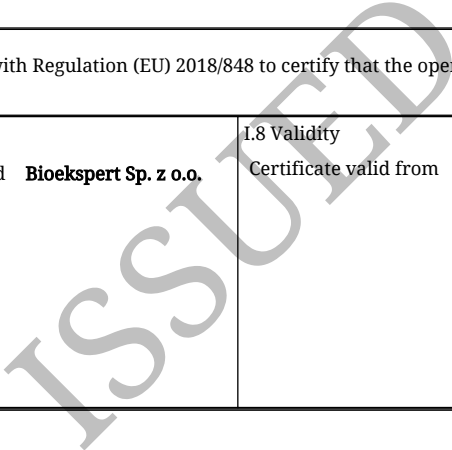 with Regulation (EU) 2018/848 to certify that the oper
I.8 Validity
Bioekspert Sp. z o.o.
Certificate valid from
ISSUED